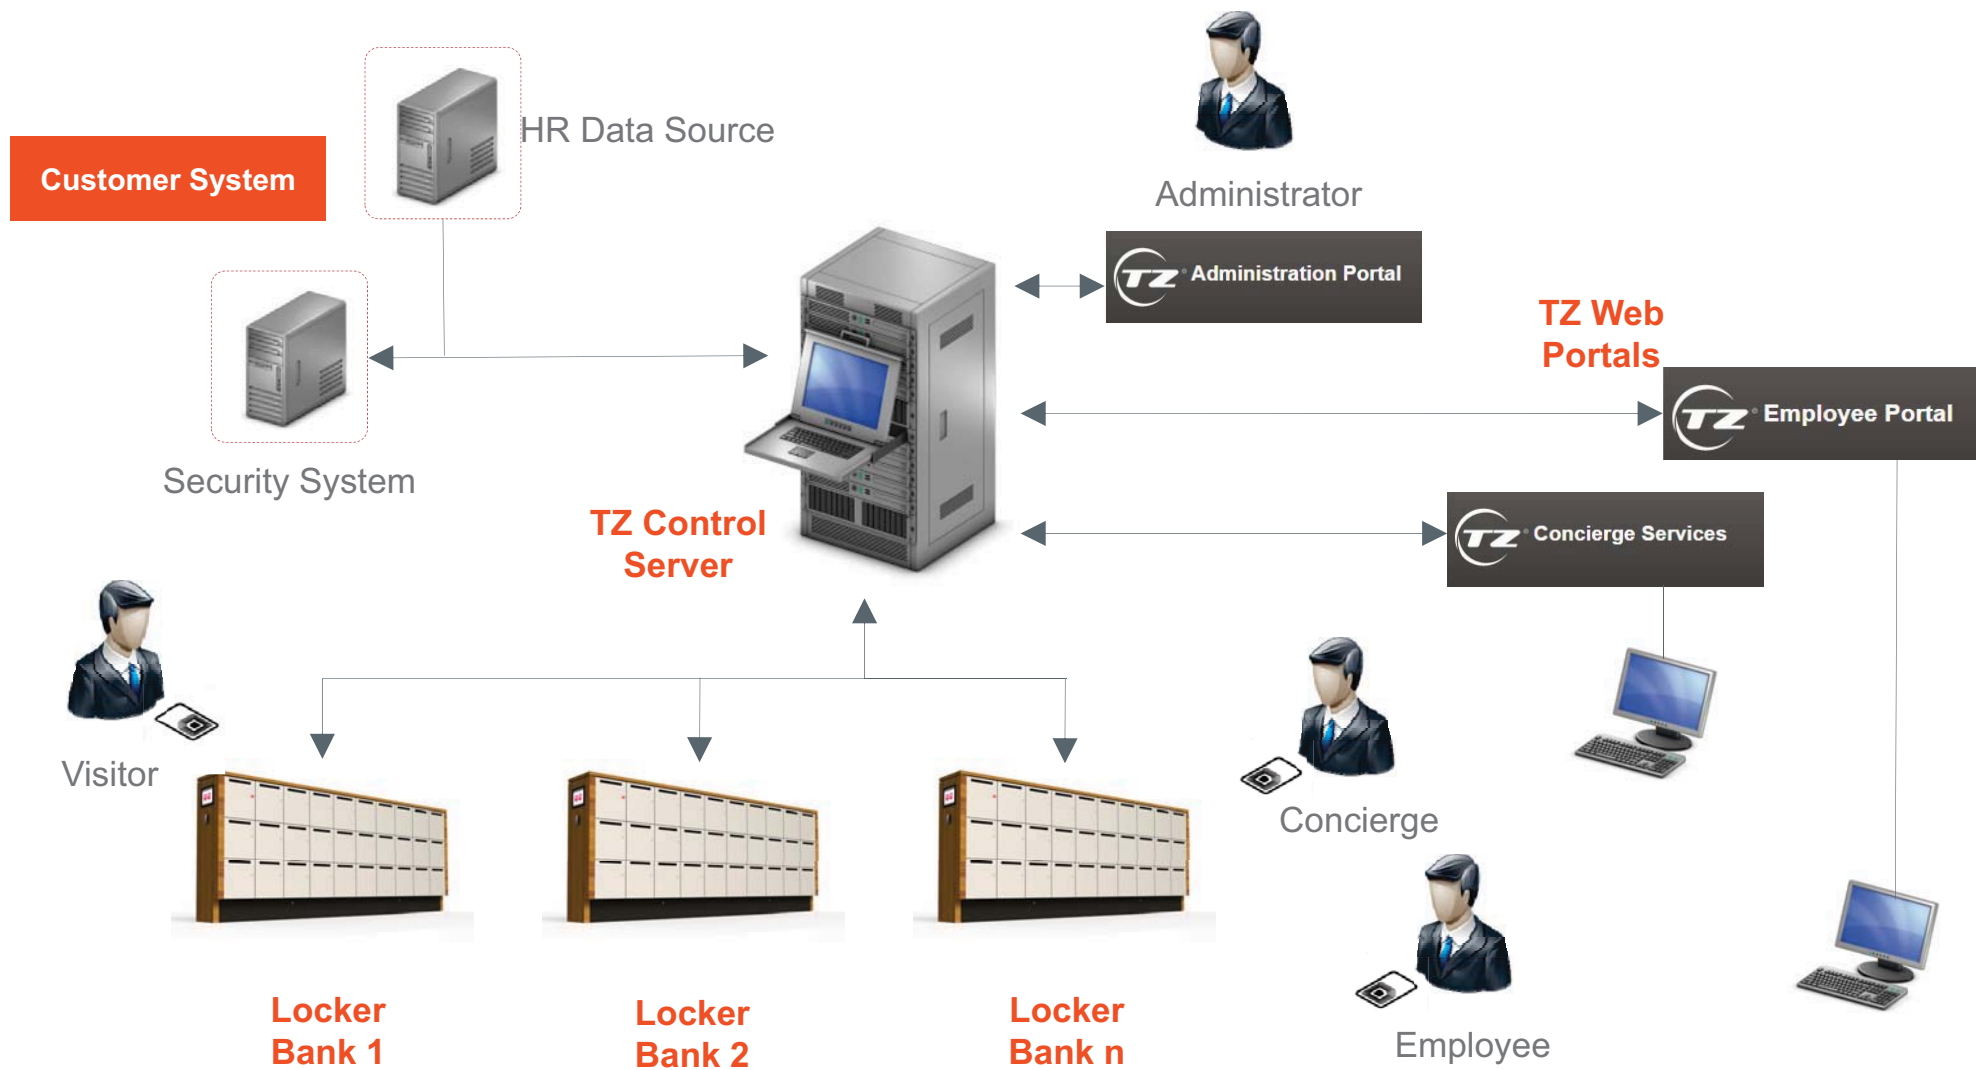 HR Data Source
Customer System
Administrator
TZ Administration Portal
TZ Web
Portals
TZ Employee Portal
Security System
TZ Control
Server
TZ Concierge Services
Visitor
Concierge
Locker
Bank 1
Locker
Bank 2
Locker
Bank n
Employee